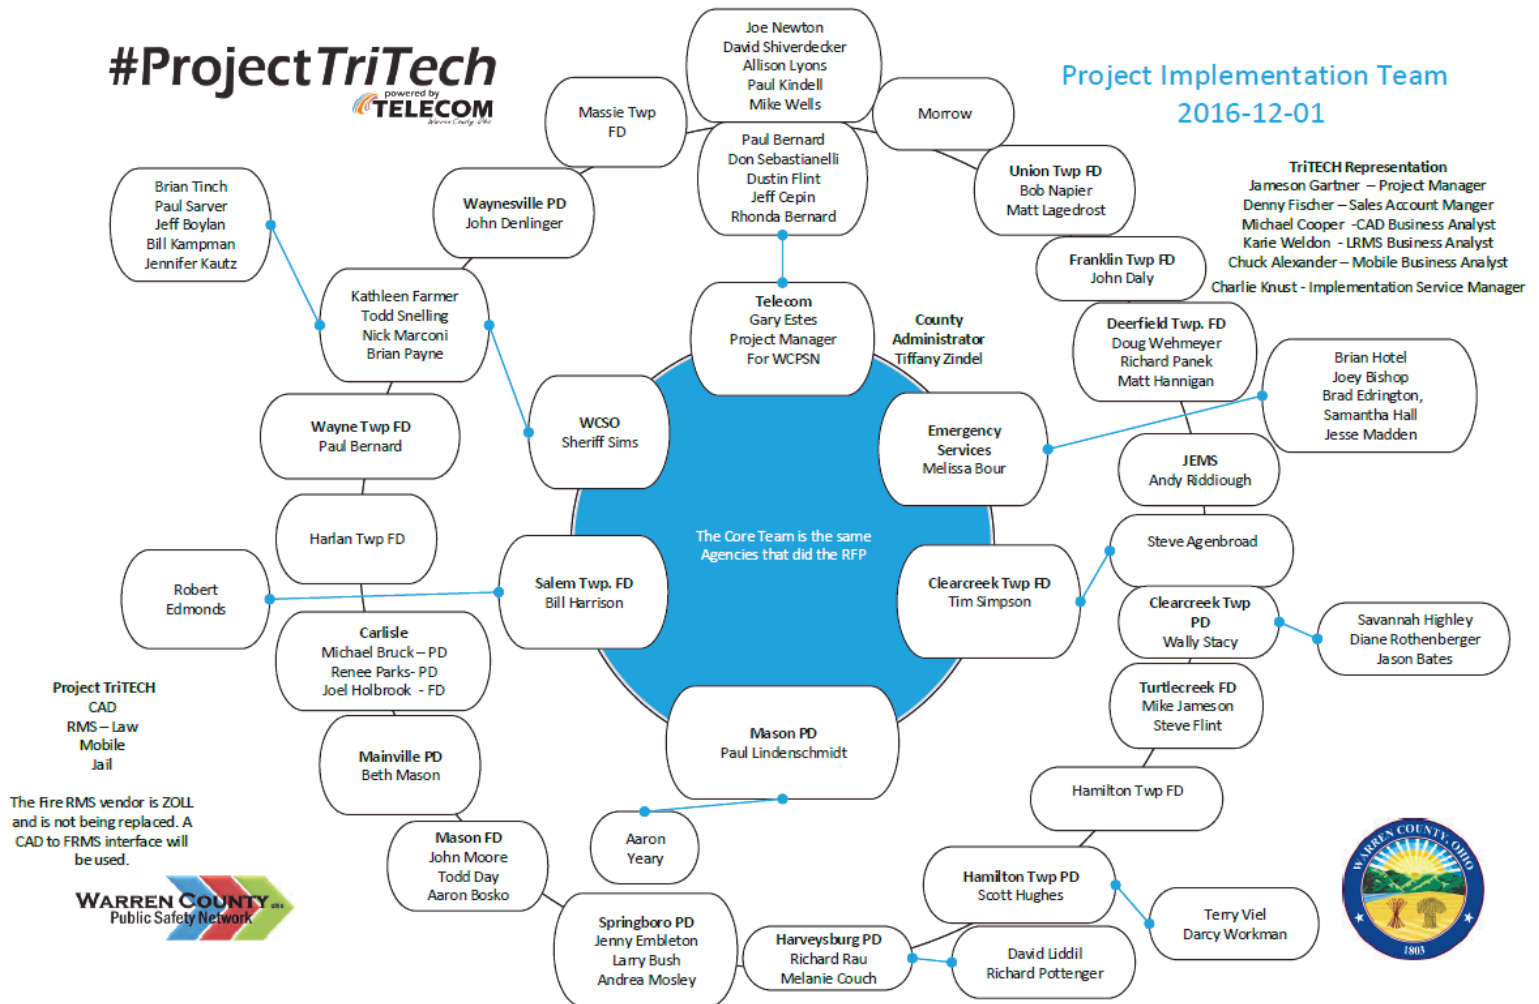 #ProjectTriTech
powered by
TELECOM
Warren County Ohio
Project Implementation Team
2016-12-01
TriTECH Representation
Jameson Gartner – Project Manager
Denny Fischer – Sales Account Manger
Michael Cooper -CAD Business Analyst
Karie Weldon - LRMS Business Analyst
Chuck Alexander – Mobile Business Analyst
Charlie Knust - Implementation Service Manager
Joe Newton
David Shiverdecker
Allison Lyons
Paul Kindell
Mike Wells
Paul Bernard
Don Sebastianelli
Dustin Flint
Jeff Cepin
Rhonda Bernard
Massie Twp
FD
Morrow
Union Twp FD
Bob Napier
Matt Lagedrost
Waynesville PD
John Denlinger
Brian Tinch
Paul Sarver
Jeff Boylan
Bill Kampman
Jennifer Kautz
Franklin Twp FD
John Daly
Kathleen Farmer
Todd Snelling
Nick Marconi
Brian Payne
Telecom
Gary Estes
Project Manager
For WCPSN
County
Administrator
Tiffany Zindel
Deerfield Twp. FD
Doug Wehmeyer
Richard Panek
Matt Hannigan
Brian Hotel
Joey Bishop
Brad Edrington,
Samantha Hall
Jesse Madden
Wayne Twp FD
Paul Bernard
WCSO
Sheriff Sims
Emergency
Services
Melissa Bour
JEMS
Andy Riddiough
Harlan Twp FD
The Core Team is the same
Agencies that did the RFP
Steve Agenbroad
Robert
Edmonds
Salem Twp. FD
Bill Harrison
Clearcreek Twp FD
Tim Simpson
Clearcreek Twp
PD
Wally Stacy
Savannah Highley
Diane Rothenberger
Jason Bates
Carlisle
Michael Bruck – PD
Renee Parks- PD
Joel Holbrook - FD
Turtlecreek FD
Mike Jameson
Steve Flint
Project TriTECH
CAD
RMS – Law
Mobile
Jail
Mainville PD
Beth Mason
Mason PD
Paul Lindenschmidt
Hamilton Twp FD
The Fire RMS vendor is ZOLL
and is not being replaced. A
CAD to FRMS interface will
be used.
Mason FD
John Moore
Todd Day
Aaron Bosko
Aaron
Yeary
Hamilton Twp PD
Scott Hughes
Terry Viel
Darcy Workman
Springboro PD
Jenny Embleton
Larry Bush
Andrea Mosley
Harveysburg PD
Richard Rau
Melanie Couch
David Liddil
Richard Pottenger
WARREN COUNTY ohio
Public Safety Network
WARREN COUNTY, OHIO
1803